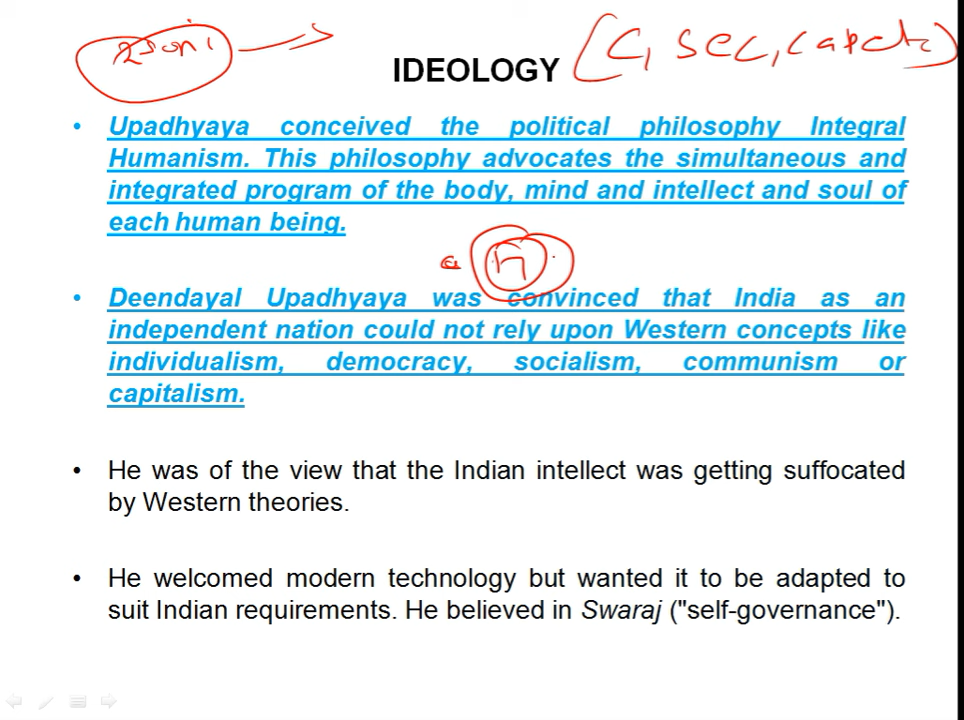 IDEOLOGY
• Upadhyaya conceived the political philosophy Integral
Humanism. This philosophy advocates the simultaneous and
integrated program of the body, mind and intellect and soul of
each human being.
• Deendayal Upadhyaya was convinced that India as an
independent nation could not rely upon Western concepts like
individualism, democracy, socialism, communism or
capitalism.
• He was of the view that the Indian intellect was getting suffocated
by Western theories.
• He welcomed modern technology but wanted it to be adapted to
suit Indian requirements. He believed in Swaraj ("self-governance").